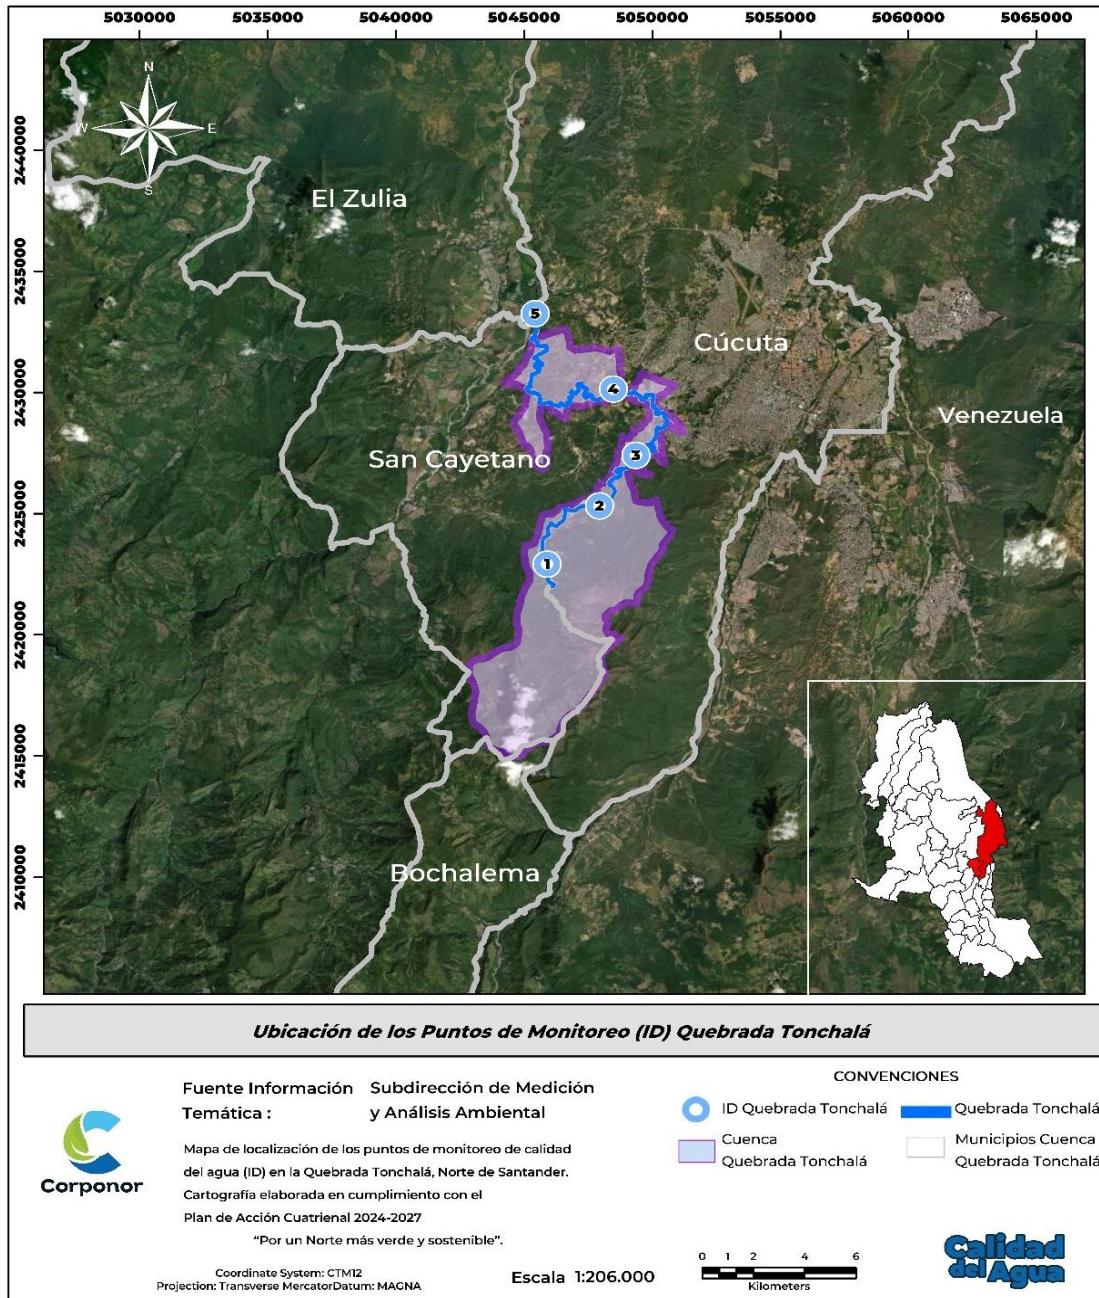 5030000 5035000 5040000 5045000 5050000 5055000 5060000 5065000
2440000
2435000
2430000
2425000
2420000
2415000
2410000
N
W E
S
El Zulia
5
Cúcuta
4
Venezuela
San Cayetano
3
2
1
Bochalema
Ubicación de los Puntos de Monitoreo (ID) Quebrada Tonchalá
Corponor
Fuente Información Subdirección de Medición
Temática : y Análisis Ambiental
Mapa de localización de los puntos de monitoreo de calidad
del agua (ID) en la Quebrada Tonchalá, Norte de Santander.
Cartografía elaborada en cumplimiento con el
Plan de Acción Cuatrienal 2024-2027
“Por un Norte más verde y sostenible”.
Coordinate System: CTM12
Projection: Transverse MercatorDatum: MAGNA
Escala 1:206.000
CONVENCIONES
ID Quebrada Tonchalá
Quebrada Tonchalá
Cuenca
Quebrada Tonchalá
Municipios Cuenca
Quebrada Tonchalá
0 1 2 4 6
Kilometers
Calidad
del Agua